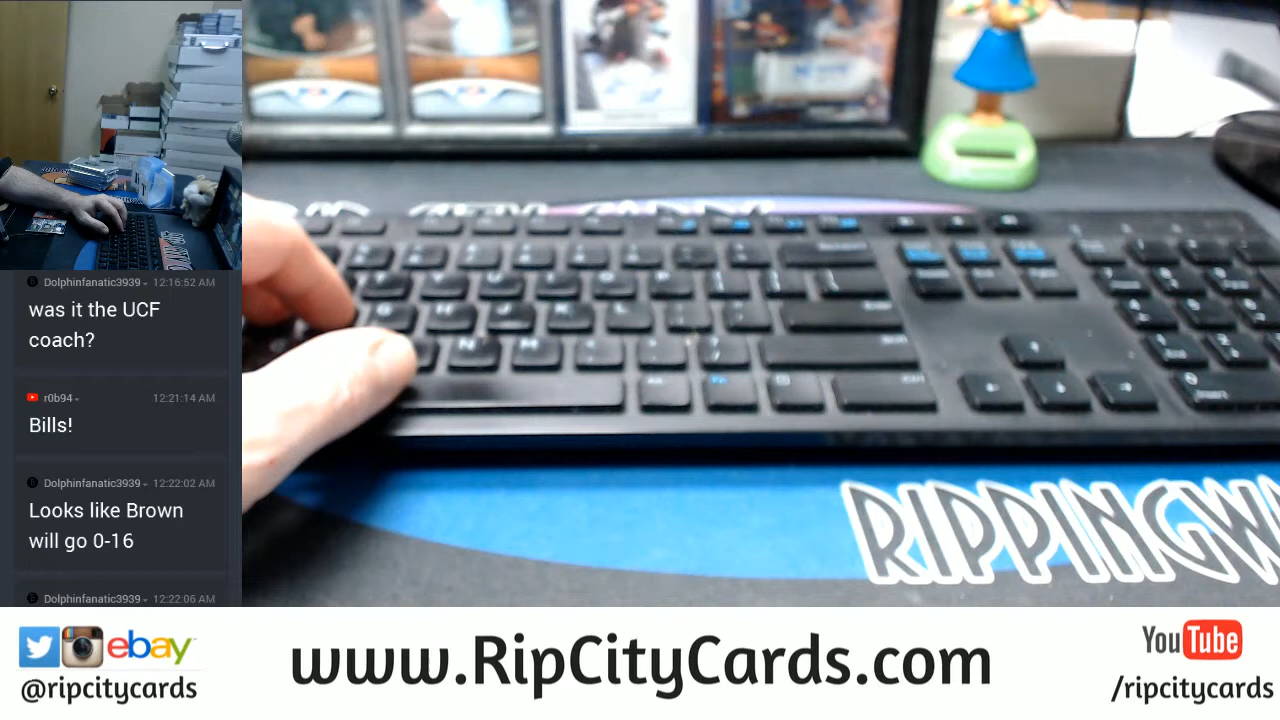 Dolphinfanatic3939 12:16:52 AM
was it the UCF
coach?
r0b94 12:21:14 AM
Bills!
Dolphinfanatic3939 12:22:02 AM
Looks like Brown
will go 0-16
Dolphinfanatic3939 12:22:06 AM
RIPPINGW
ebay
@ripcitycards
www.RipCityCards.com
YouTube
/ripcitycards